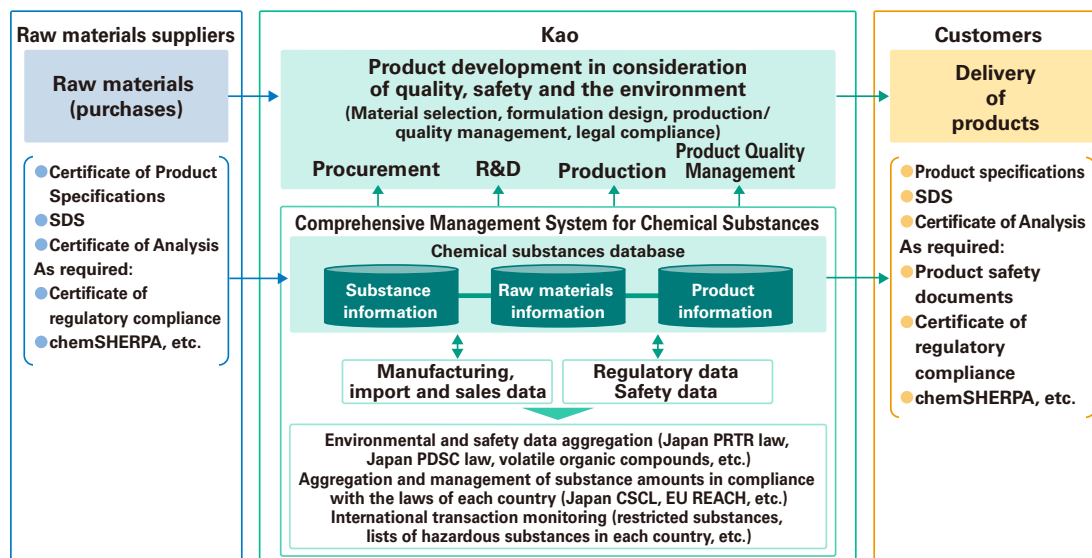 Raw materials suppliers
Raw materials
(purchases)
Certificate of Product
Specifications
SDS
Certificate of Analysis
As required:
Certificate of
regulatory compliance
chemSHERPA, etc.
Kao
Product development in consideration
of quality, safety and the environment
(Material selection, formulation design, production/
quality management, legal compliance)
Procurement
R&D
Production
Product Quality
Management
Comprehensive Management System for Chemical Substances
Chemical substances database
Substance
information
Raw materials
information
Product
information
Manufacturing,
import and sales data
Regulatory data
Safety data
Environmental and safety data aggregation (Japan PRTR law,
Japan PDSC law, volatile organic compounds, etc.)
Aggregation and management of substance amounts in compliance
with the laws of each country (Japan CSCL, EU REACH, etc.)
International transaction monitoring (restricted substances,
lists of hazardous substances in each country, etc.)
Customers
Delivery
of
products
Product specifications
SDS
Certificate of Analysis
As required:
Product safety
documents
Certificate of
regulatory
compliance
chemSHERPA, etc.